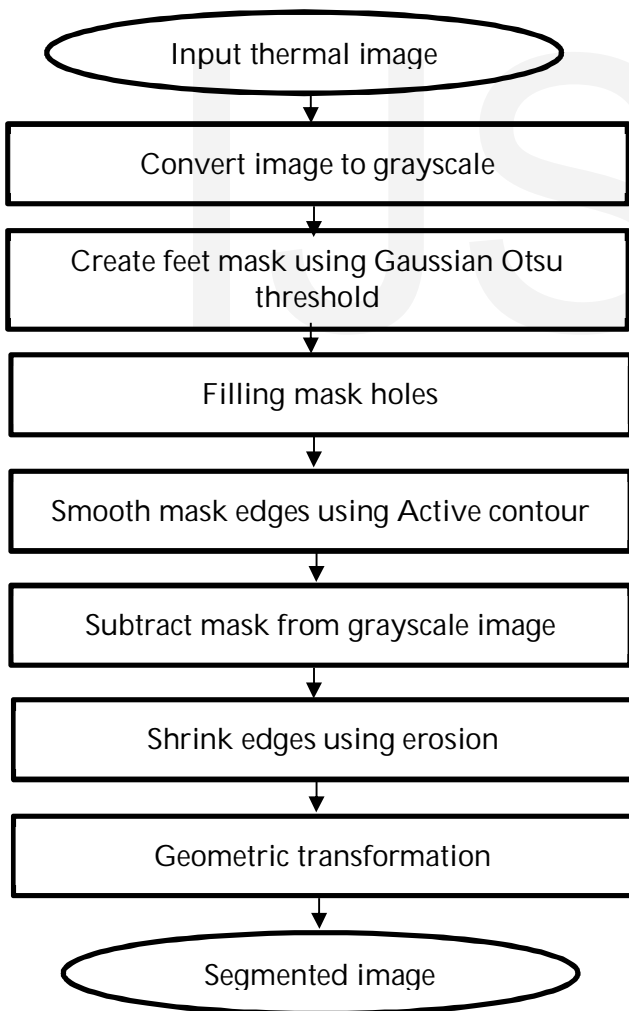 Input thermal image
Convert image to grayscale
Create feet mask using Gaussian Otsu
threshold
Filling mask holes
Smooth mask edges using Active contour
Subtract mask from grayscale image
Shrink edges using erosion
Geometric transformation
Segmented image